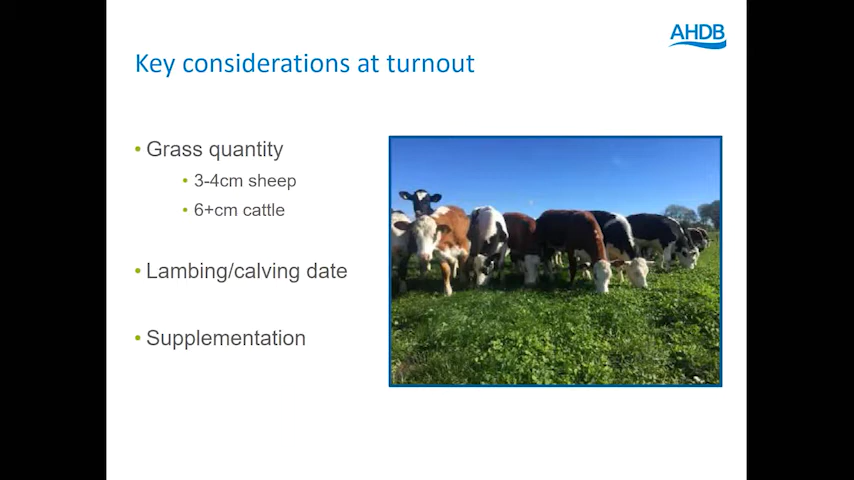 AHDB
Key considerations at turnout
• Grass quantity
• 3-4cm sheep
• 6+cm cattle
• Lambing/calving date
• Supplementation